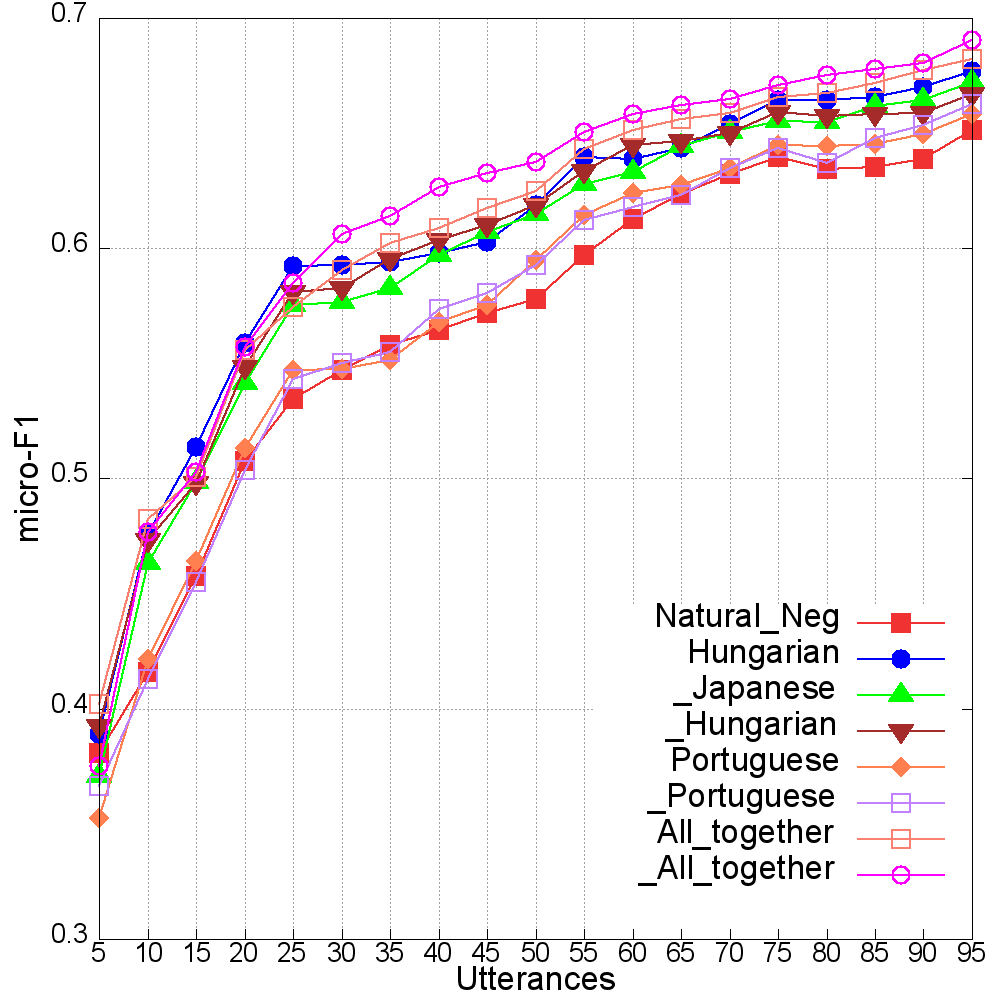 0.7
0.6
0.5
0.4
0.3
micro-F1
Natural_Neg
Hungarian
_Japanese
_Hungarian
Portuguese
_Portuguese
All_together
_All_together
5 10 15 20 25 30 35 40 45 50 55 60 65 70 75 80 85 90 95
Utterances